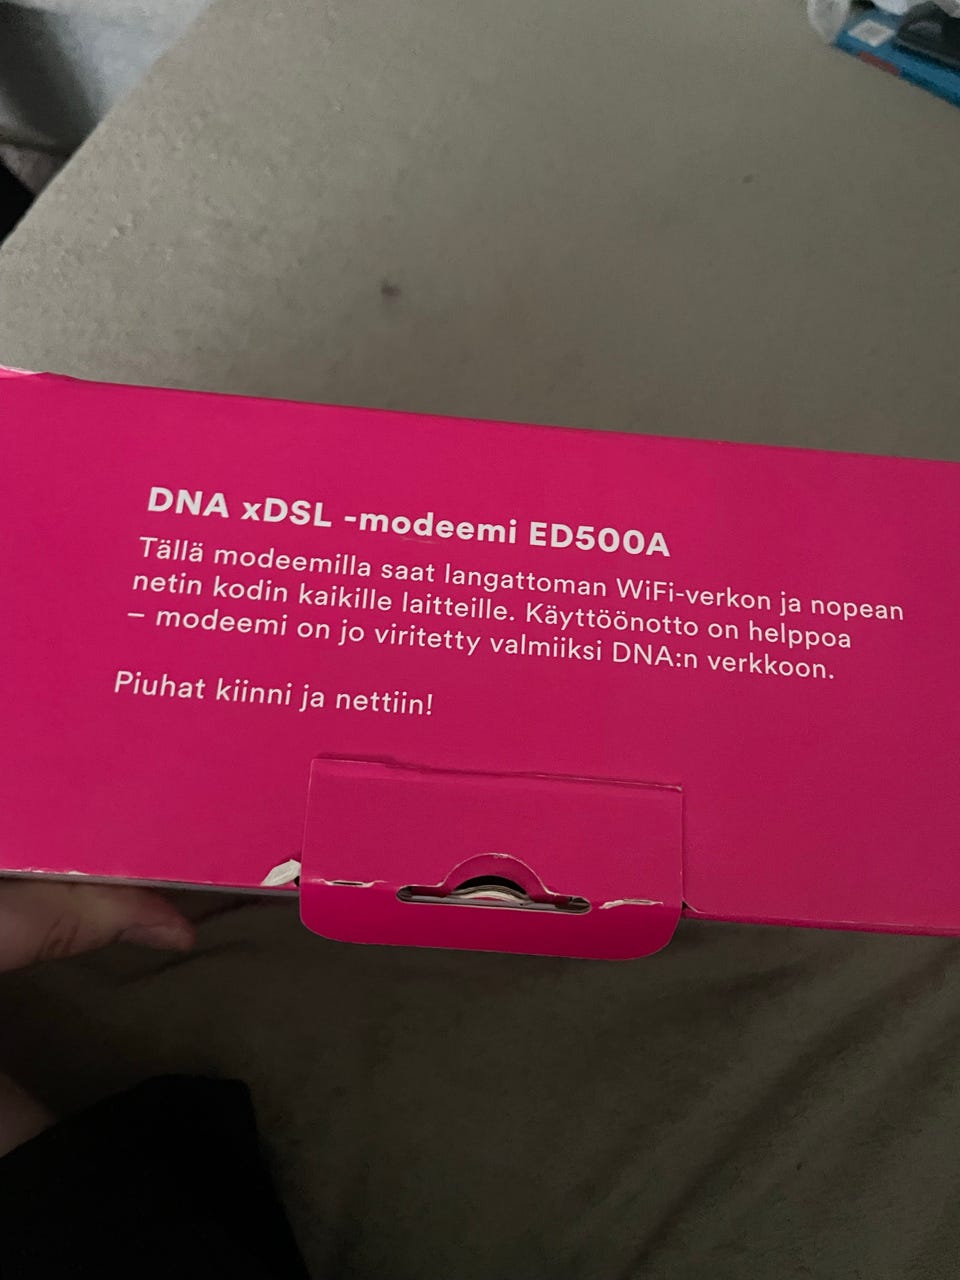 DNA xDSL -modeemi ED500A
Tällä modeemilla saat langattoman WiFi-verkon ja nopean
netin kodin kaikille laitteille. Käyttöönotto on helppoa
– modeemi on jo viritetty valmiiksi DNA:n verkkoon.
Piuhat kiinni ja nettiin!